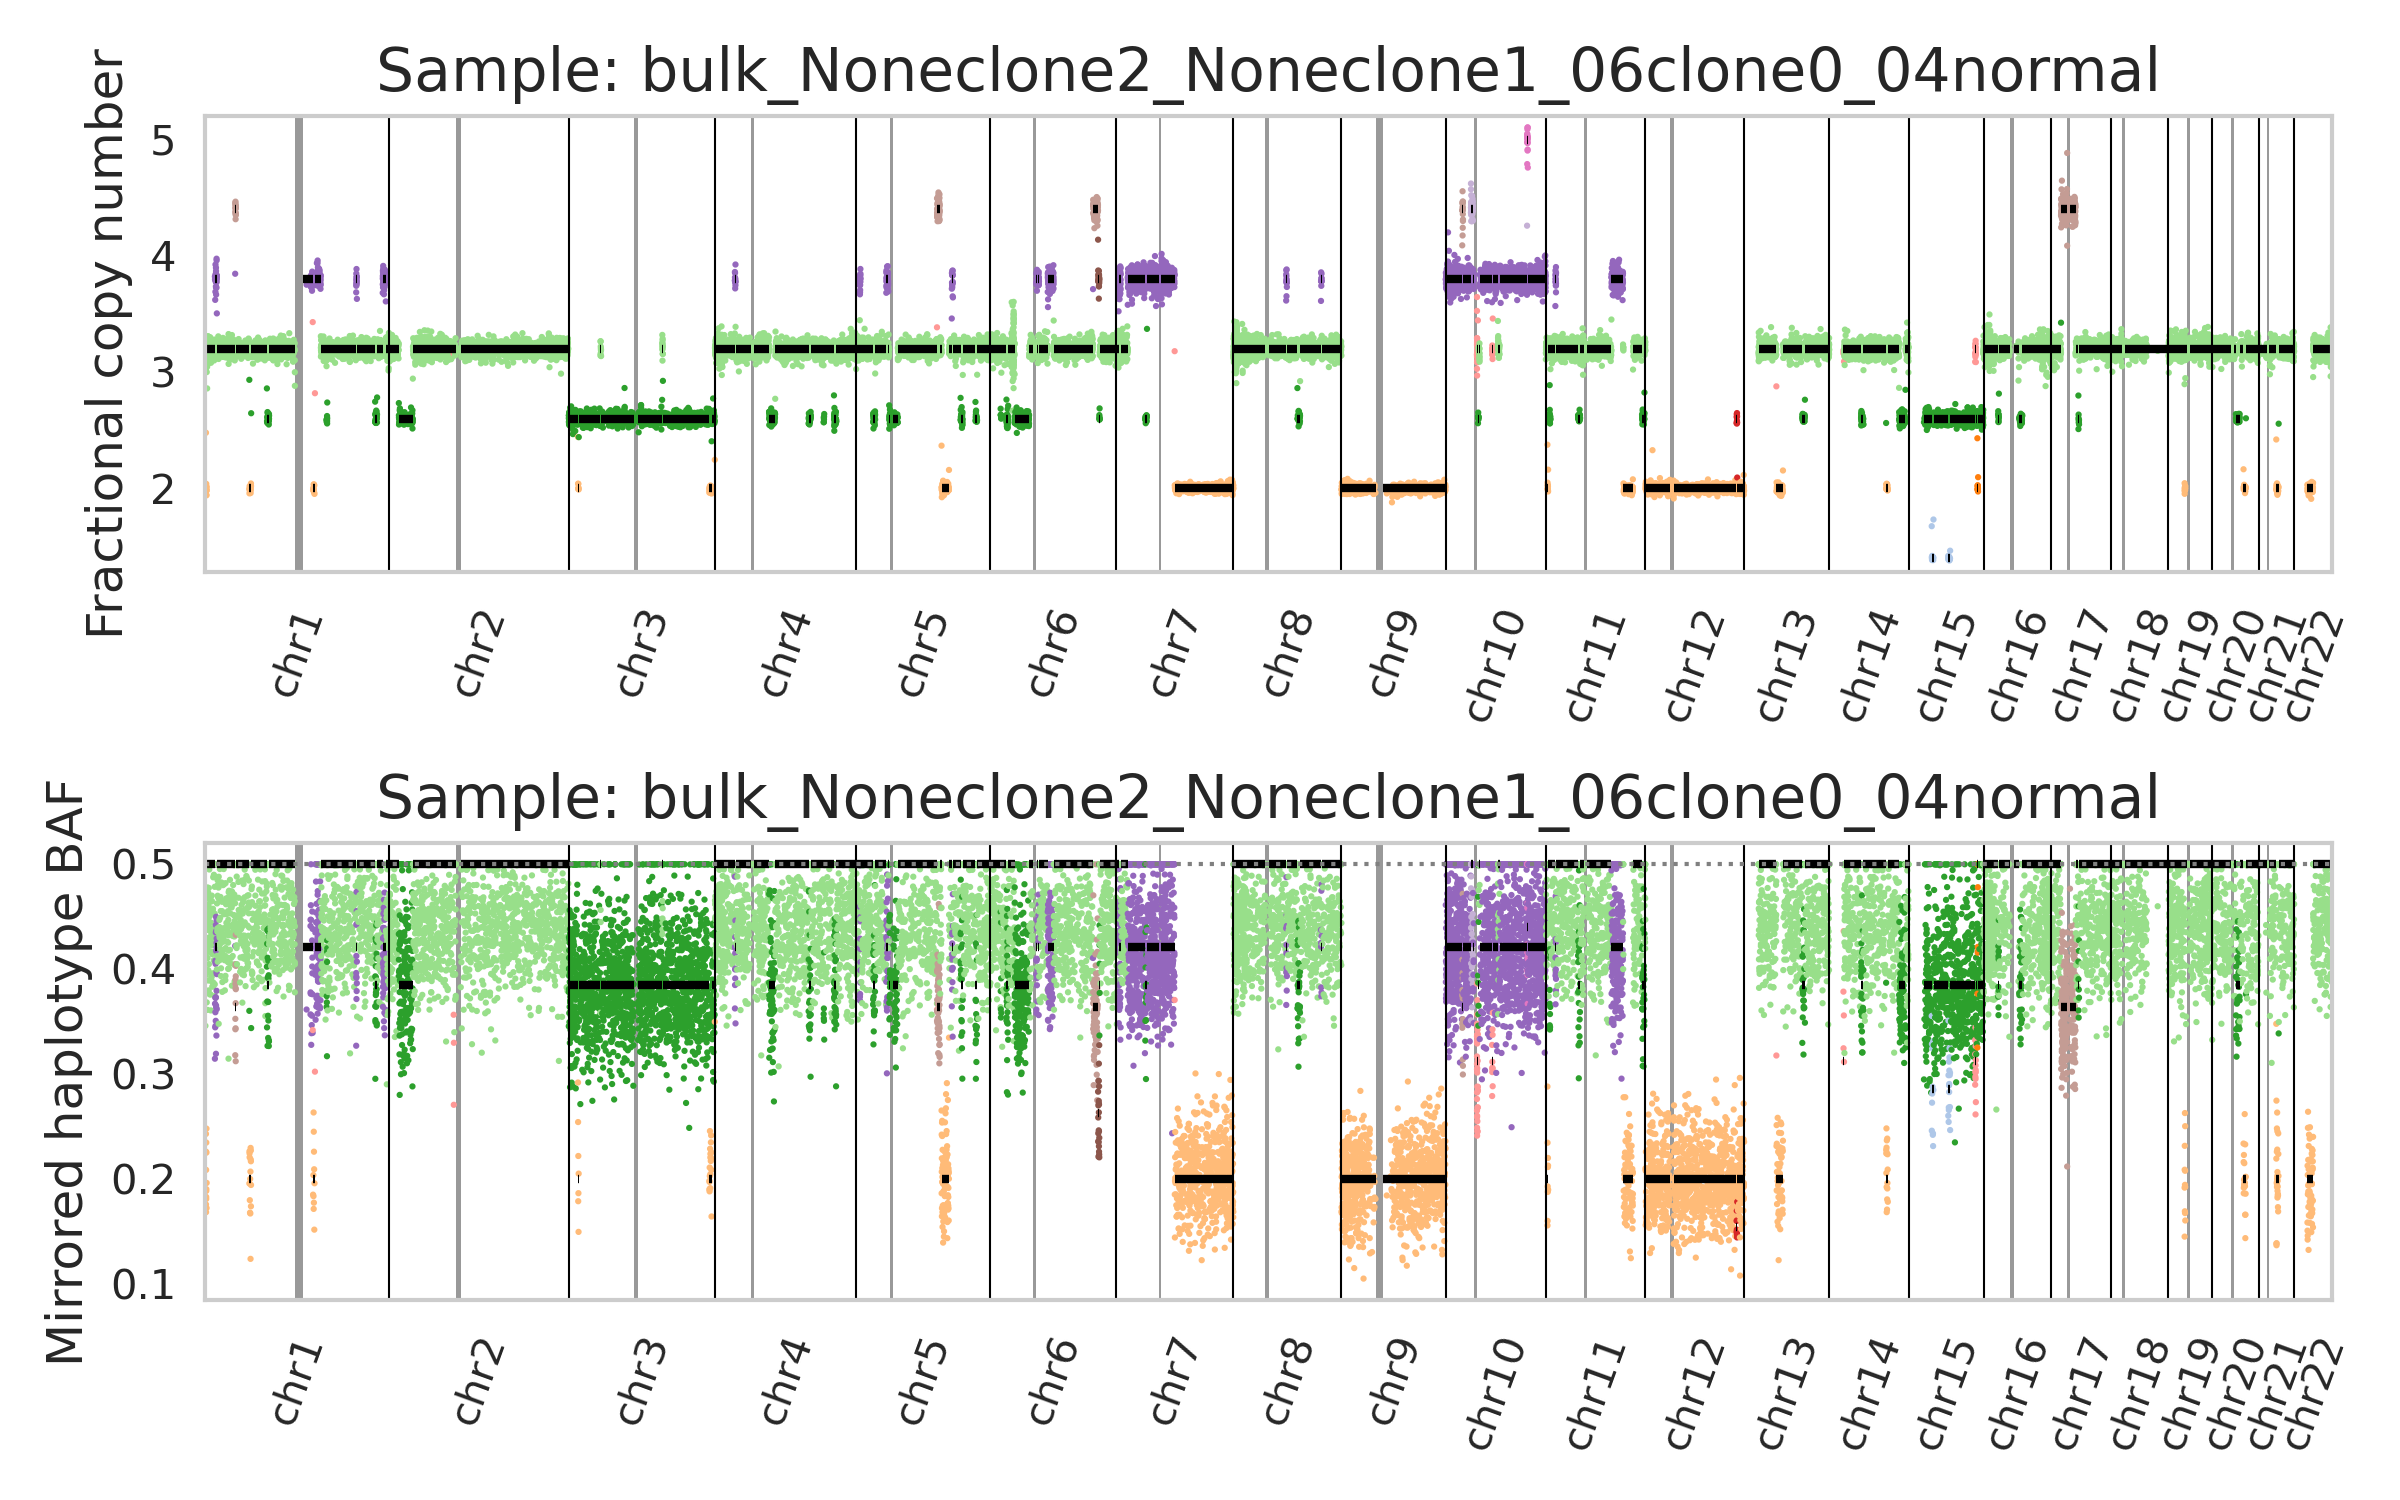 Sample: bulk_Noneclone2_Noneclone1_06clone0_04normal
Fractional copy number
5
4
3
2
chr1 chr2 chr3 chr4 chr5 chr6 chr7 chr8 chr9 chr10 chr11 chr12 chr13 chr14 chr15 chr16 chr17 chr18 chr19 chr20 chr21 chr22
Sample: bulk_Noneclone2_Noneclone1_06clone0_04normal
Mirrored haplotype BAF
0.5
0.4
0.3
0.2
0.1
chr1 chr2 chr3 chr4 chr5 chr6 chr7 chr8 chr9 chr10 chr11 chr12 chr13 chr14 chr15 chr16 chr17 chr18 chr19 chr20 chr21 chr22